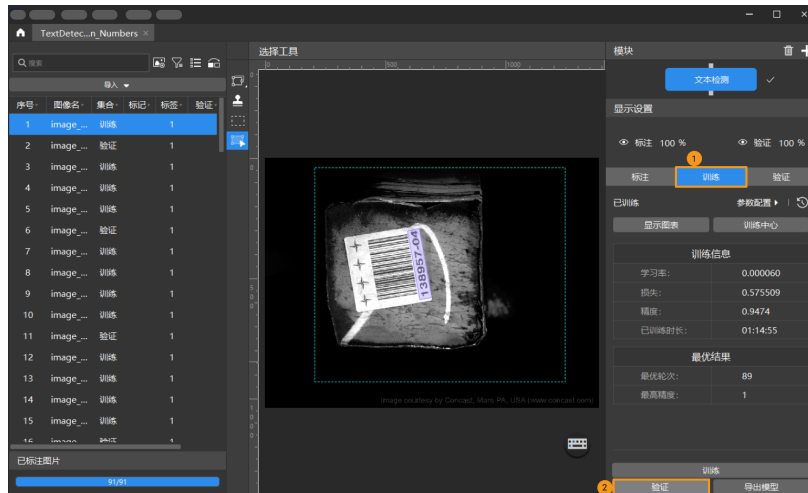 TextDetec...n_Numbers ×
搜索
导入
序号 图像名 集合 标记 标签 验证
1 image_... 训练 1
2 image_... 验证 1
3 image_... 训练 1
4 image_... 训练 1
5 image_... 训练 1
6 image_... 验证 1
7 image_... 训练 1
8 image_... 训练 1
9 image_... 训练 1
10 image_... 训练 1
11 image_... 验证 1
12 image_... 训练 1
13 image_... 训练 1
14 image_... 训练 1
15 image_... 训练 1
16 image 验证 1
已标注图片
91/91
选择工具
0 500 1000
138957-04
Image courtesy by Concast, Mars PA, USA (www.concast.com)
模块
文本检测
显示设置
标注 100 % 验证 100 %
1
标注 训练 验证
已训练 参数配置
显示图表 训练中心
训练信息
学习率: 0.000060
损失: 0.575509
精度: 0.9474
已训练时长: 01:14:55
最优结果
最优轮次: 89
最高精度: 1
训练
2
验证 导出模型